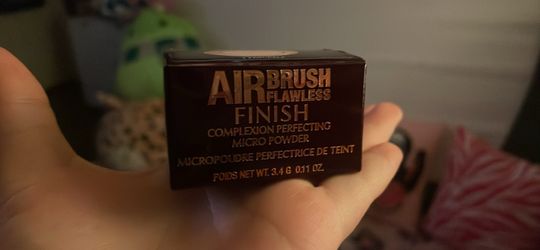 AIRBRUSH
FLAWLESS
FINISH
COMPLEXION PERFECTING
MICRO POWDER
MICROPOUDRE PERFECTRICE DE TEINT
POIDS NET WT. 3.4 G 0.11 OZ.